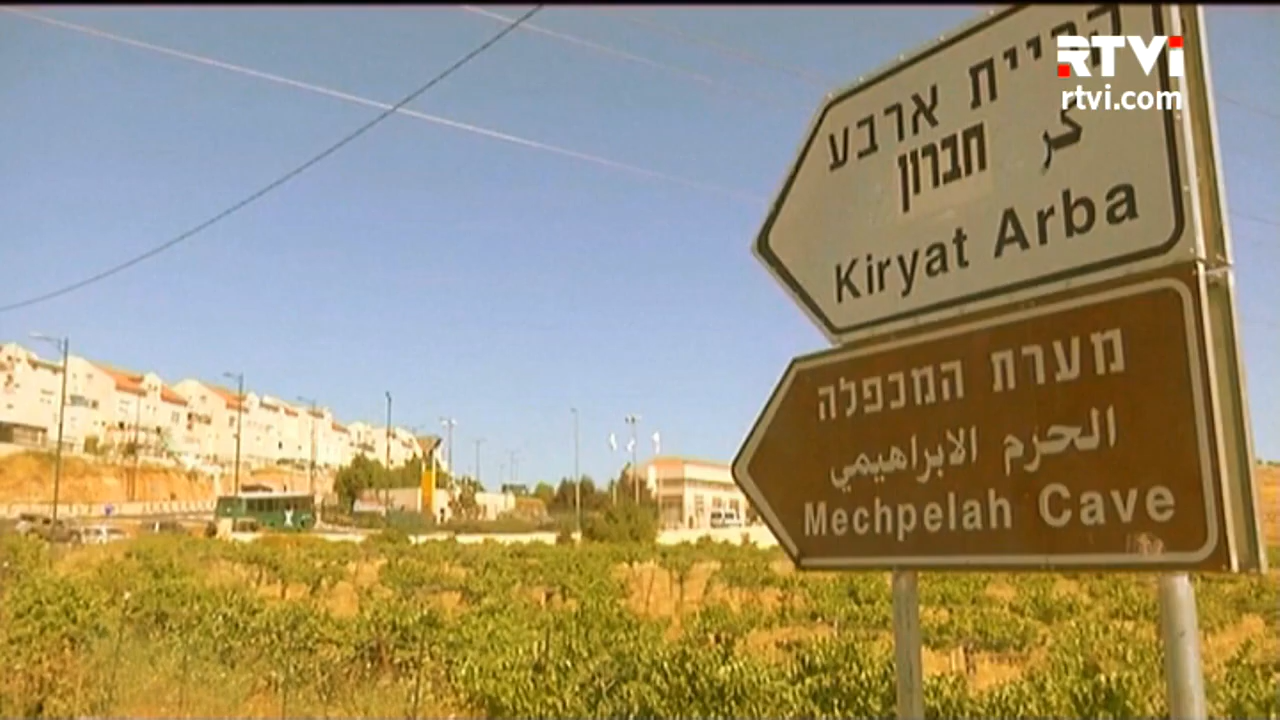 RTVi
rtvi.com
קריית ארבע
חברון
Kiryat Arba
מערת המכפלה
الحرم الابراهيمي
Mechpelah Cave